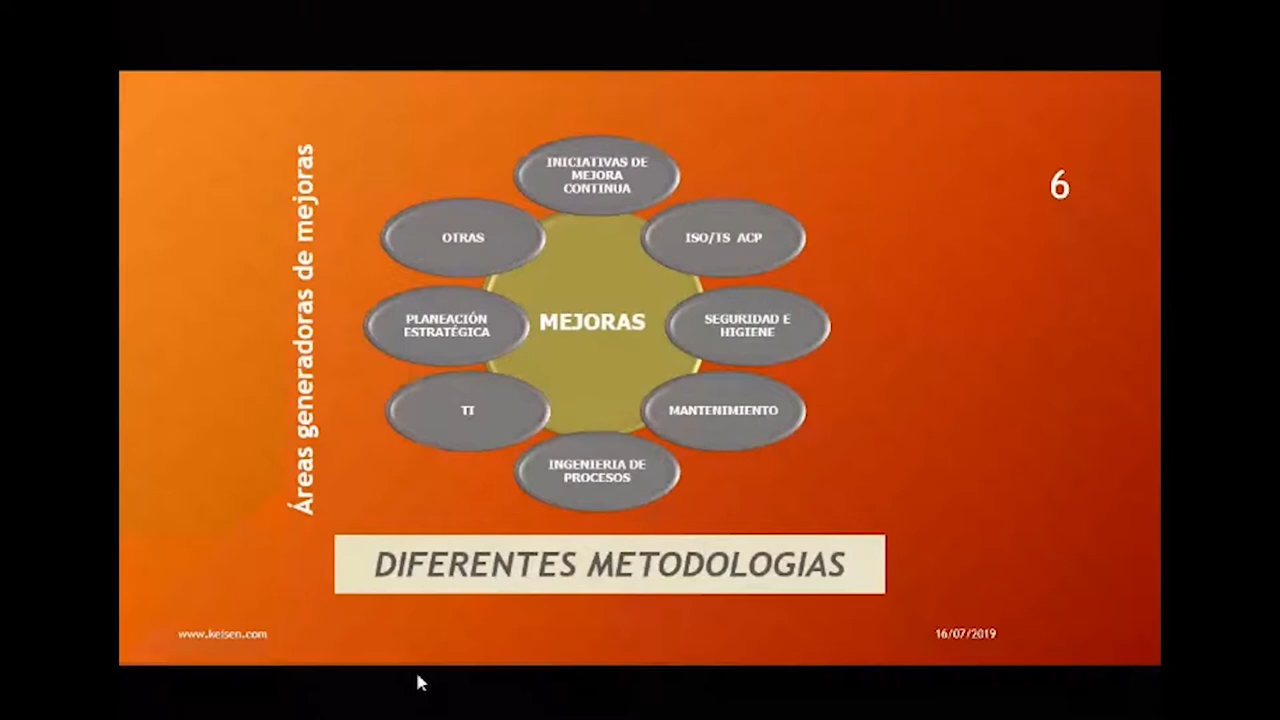 Áreas generadoras de mejoras
6
INICIATIVAS DE
MEJORA
CONTINUA
OTRAS
ISO/TS ACP
PLANEACIÓN
ESTRATÉGICA
MEJORAS
SEGURIDAD E
HIGIENE
TI
MANTENIMIENTO
INGENIERIA DE
PROCESOS
DIFERENTES METODOLOGIAS
www.keisen.com
16/07/2019